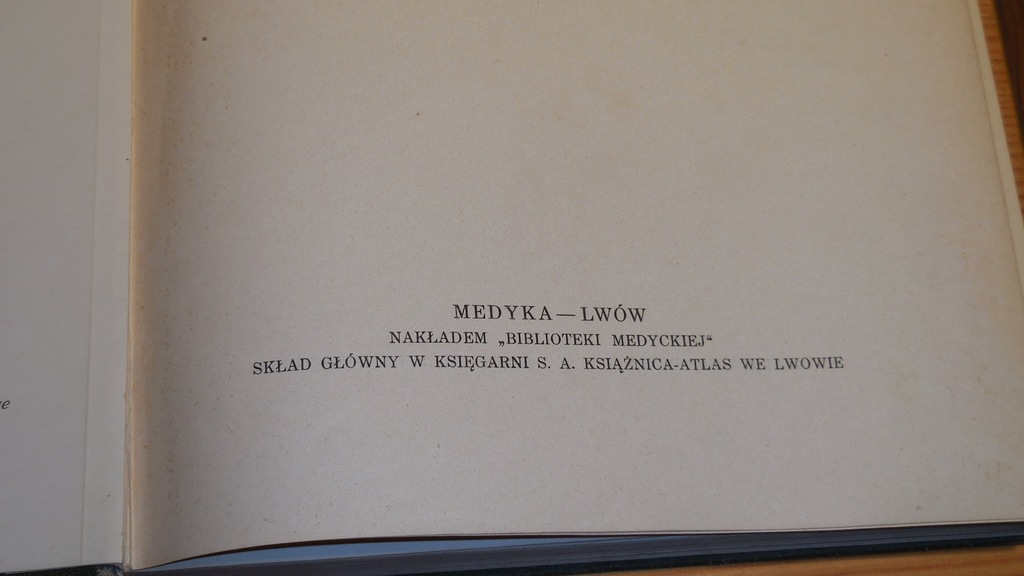 MEDYKA — LWÓW
NAKŁADEM „BIBLIOTEKI MEDYCKIEJ“
SKŁAD GŁÓWNY W KSIĘGARNI S. A. KSIĄŻNICA-ATLAS WE LWOWIE